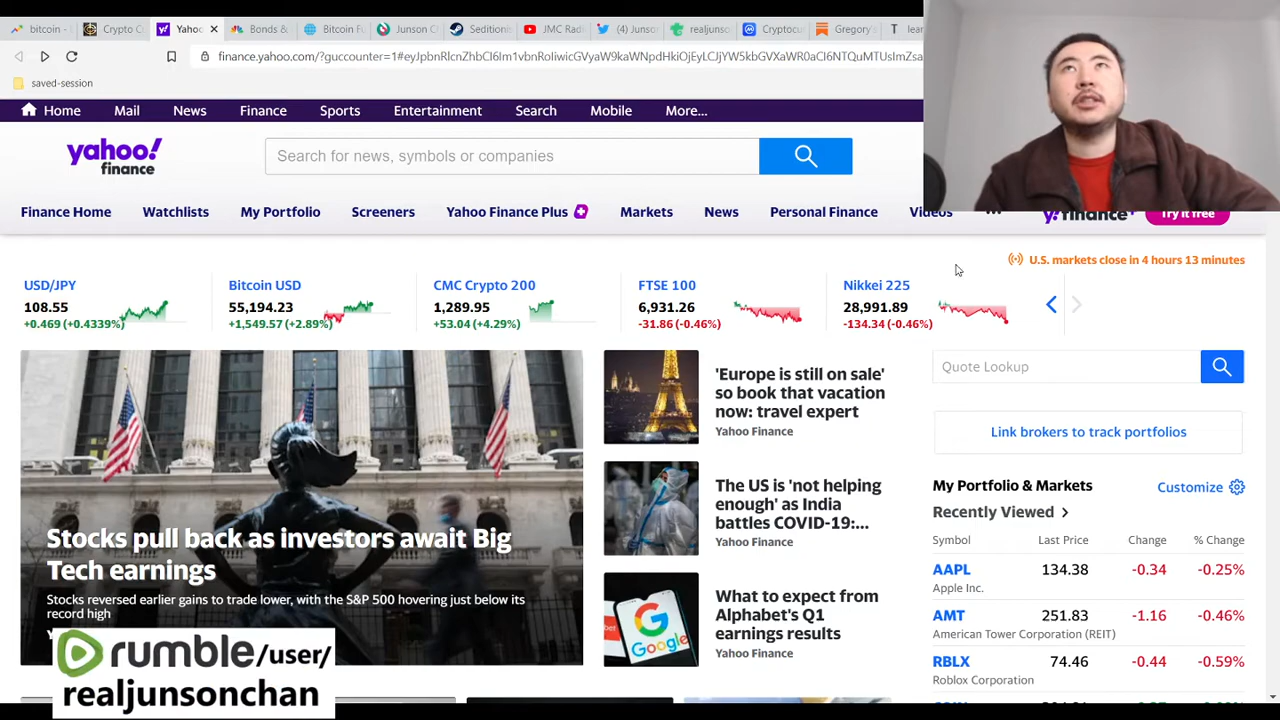 bitcoin -
Crypto Co
Yahoo
Bonds &
Bitcoin Fu
Junson Ch
Seditions
JMC Radi
(4) Junso
realjunso
Cryptocu
Gregory'
lear
finance.yahoo.com/?guccounter=1#
saved-session
Home Mail News Finance Sports Entertainment Search Mobile More...
yahoo!
finance
Search for news, symbols or companies
Finance Home Watchlists My Portfolio Screeners Yahoo Finance Plus Markets News Personal Finance Videos ...
Try it free
U.S. markets close in 4 hours 13 minutes
USD/JPY
108.55
+0.469 (+0.4339%)
Bitcoin USD
55,194.23
+1,549.57 (+2.89%)
CMC Crypto 200
1,289.95
+53.04 (+4.29%)
FTSE 100
6,931.26
-31.86 (-0.46%)
Nikkei 225
28,991.89
-134.34 (-0.46%)
Stocks pull back as investors await Big
Tech earnings
Stocks reversed earlier gains to trade lower, with the S&P 500 hovering just below its
record high
'Europe is still on sale'
so book that vacation
now: travel expert
Yahoo Finance
The US is 'not helping
enough' as India
battles COVID-19:...
Yahoo Finance
Google
What to expect from
Alphabet's Q1
earnings results
Yahoo Finance
Quote Lookup
Link brokers to track portfolios
My Portfolio & Markets
Customize
Recently Viewed >
Symbol Last Price Change % Change
AAPL 134.38 -0.34 -0.25%
Apple Inc.
AMT 251.83 -1.16 -0.46%
American Tower Corporation (REIT)
RBLX 74.46 -0.44 -0.59%
Roblox Corporation
rumble/user/
realjunsonchan